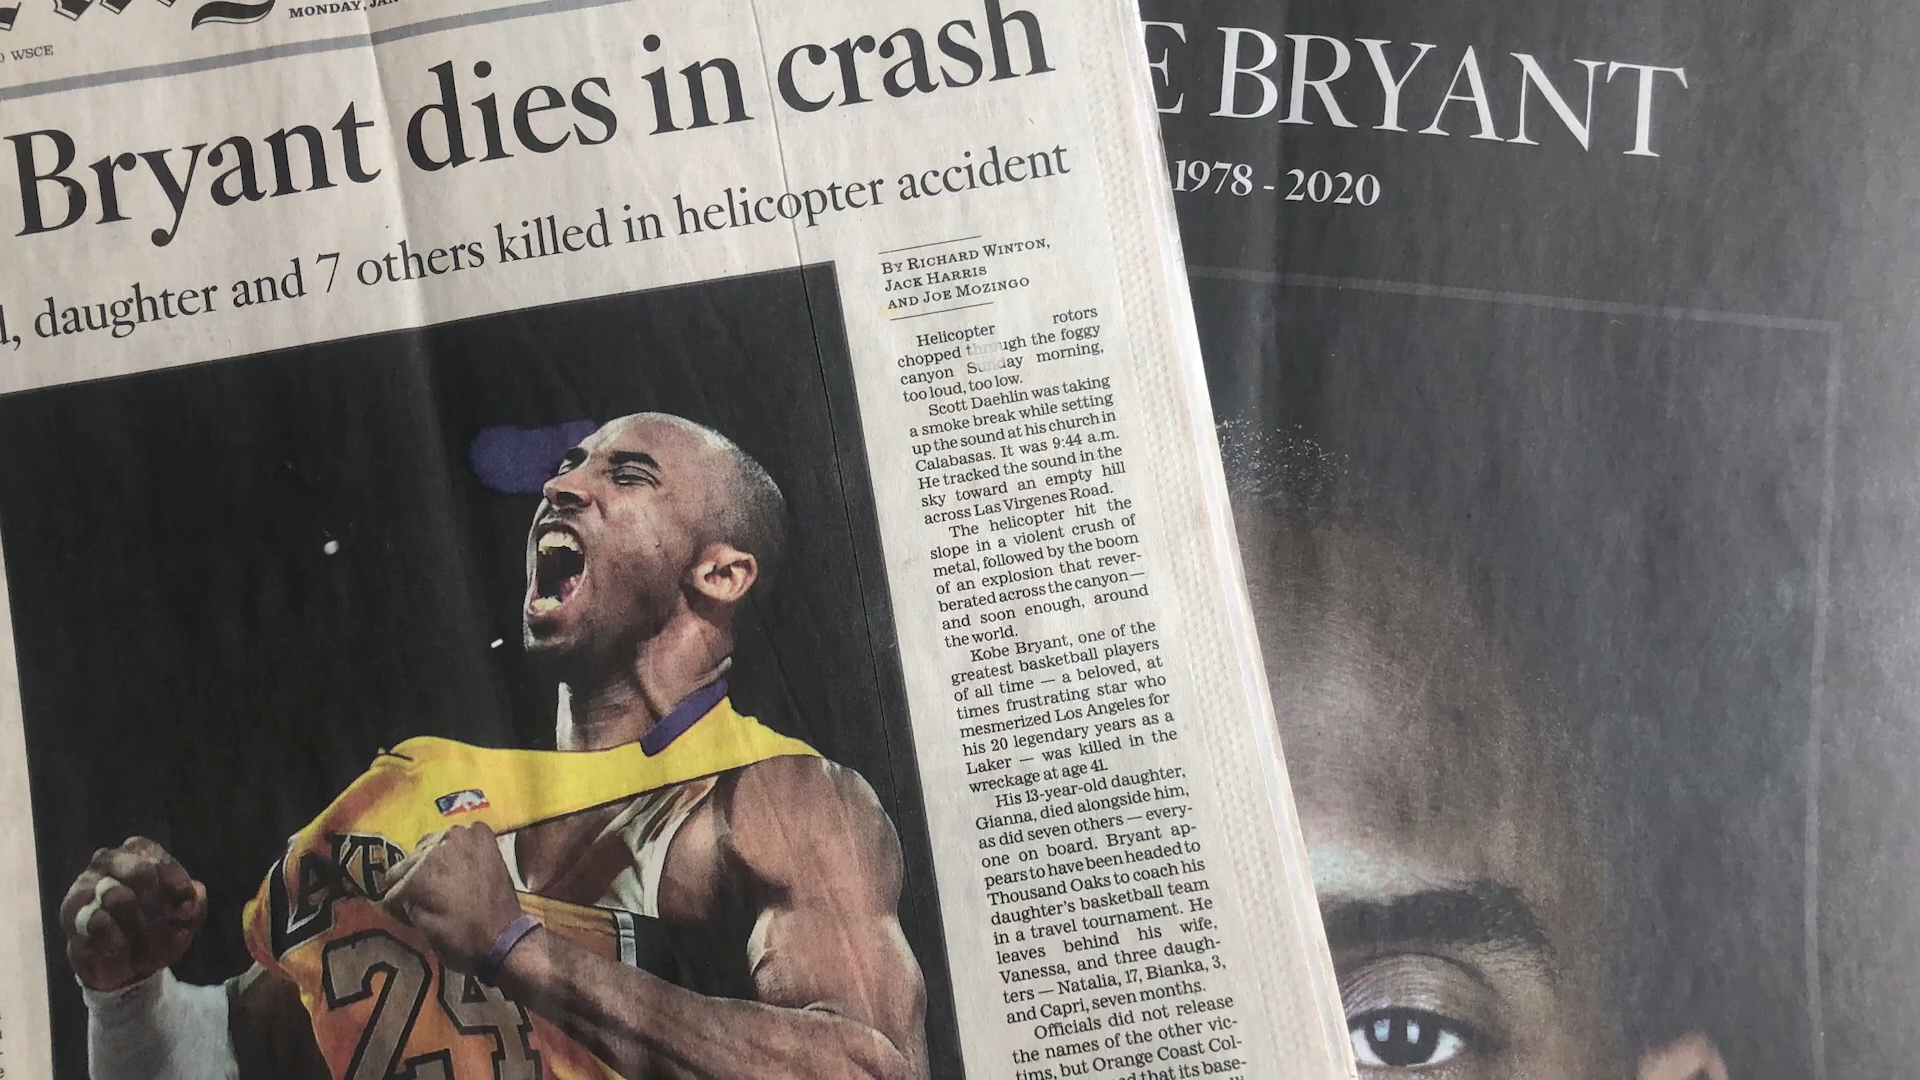 MONDAY, JAN
WSCE
Bryant dies in crash
, daughter and 7 others killed in helicopter accident
BY RICHARD WINTON,
JACK HARRIS
AND JOE MOZINGO
Helicopter rotors
chopped through the foggy
canyon Sunday morning,
too loud, too low.
Scott Daehlin was taking
a smoke break while setting
up the sound at his church in
Calabasas. It was 9:44 a.m.
He tracked the sound in the
sky toward an empty hill
across Las Virgenes Road.
The helicopter hit the
slope in a violent crush of
metal, followed by the boom
of an explosion that rever-
berated across the canyon —
and soon enough, around
the world.
Kobe Bryant, one of the
greatest basketball players
of all time — a beloved, at
times frustrating star who
mesmerized Los Angeles for
his 20 legendary years as a
Laker — was killed in the
wreckage at age 41.
His 13-year-old daughter,
Gianna, died alongside him,
as did seven others — every-
one on board. Bryant ap-
pears to have been headed to
Thousand Oaks to coach his
daughter's basketball team
in a travel tournament. He
leaves behind his wife,
Vanessa, and three daugh-
ters — Natalia, 17, Bianka, 3,
and Capri, seven months.
Officials did not release
the names of the other vic-
tims, but Orange Coast Col-
that its base-
LAKE
24
E BRYANT
1978 - 2020